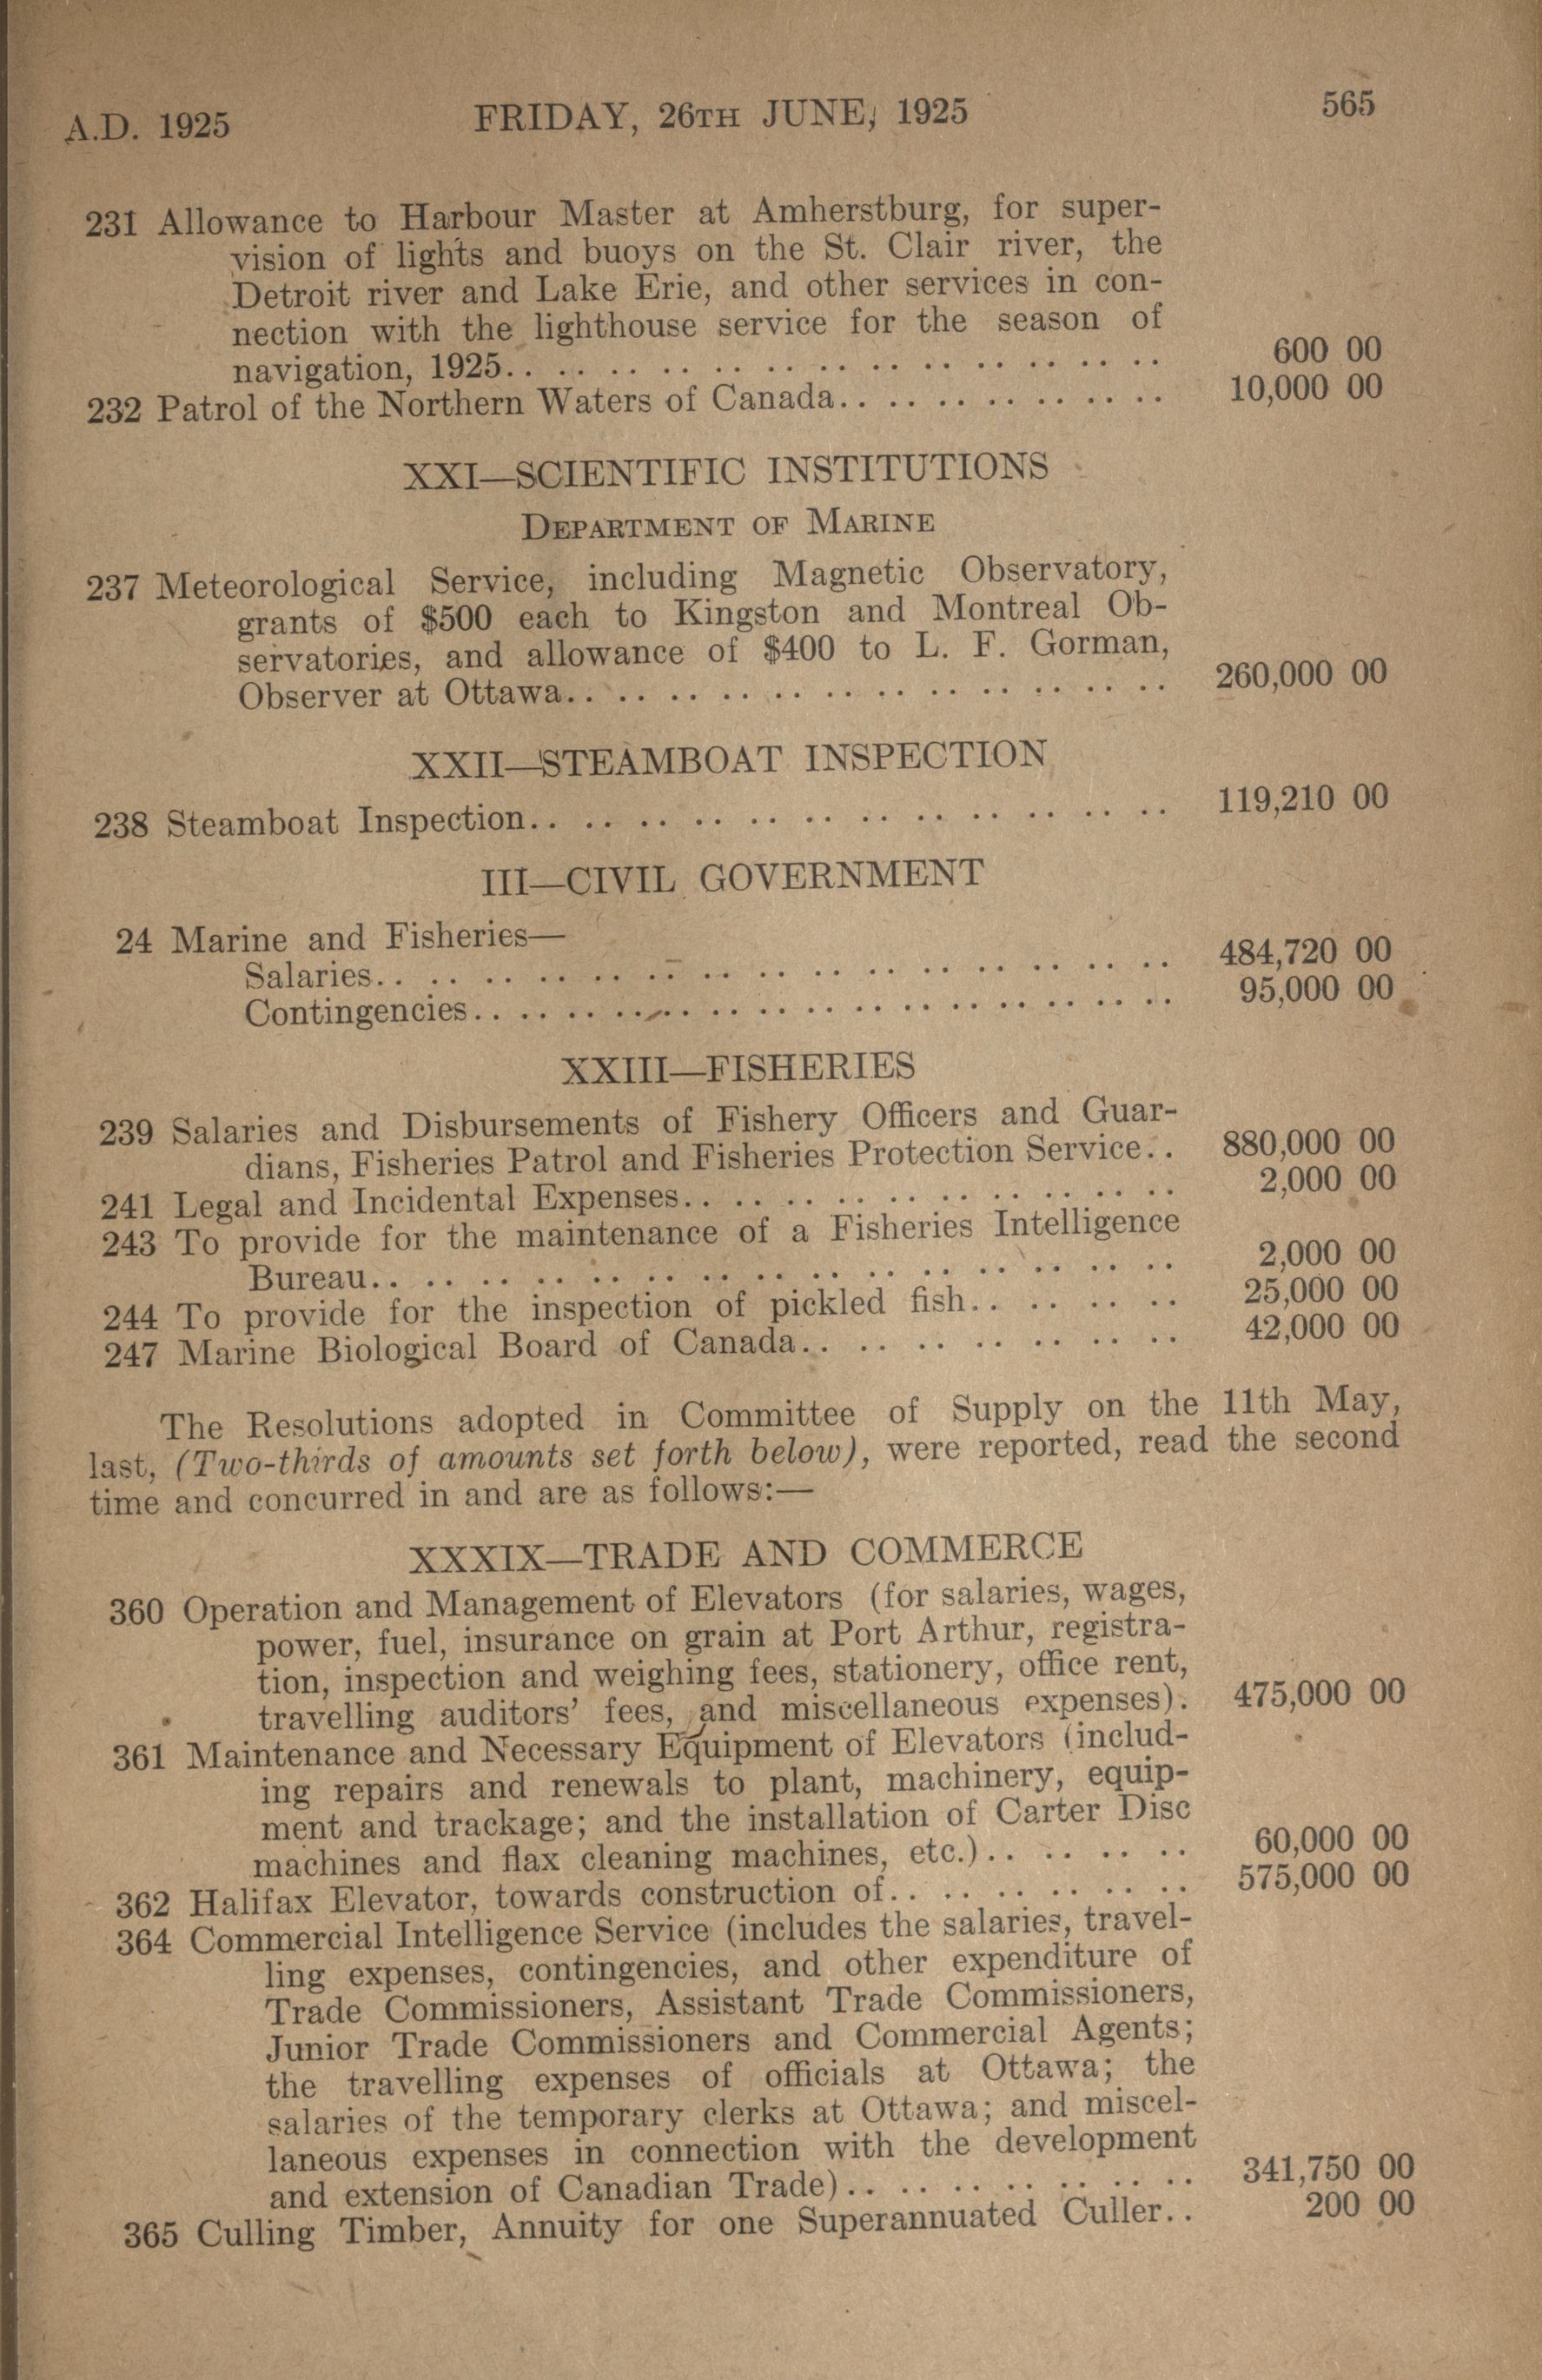 A.D. 1925 FRIDAY, 26TH JUNE, 1925 565
231 Allowance to Harbour Master at Amherstburg, for super-
vision of lights and buoys on the St. Clair river, the
Detroit river and Lake Erie, and other services in con-
nection with the lighthouse service for the season of
navigation, 1925. . . . . . . . . . . . . . . . . . . . . . . . . . 600 00
232 Patrol of the Northern Waters of Canada. . . . . . . . . . . . . . 10,000 00
XXI—SCIENTIFIC INSTITUTIONS
DEPARTMENT OF MARINE
237 Meteorological Service, including Magnetic Observatory,
grants of $500 each to Kingston and Montreal Ob-
servatories, and allowance of $400 to L. F. Gorman,
Observer at Ottawa. . . . . . . . . . . . . . . . . . . . . . . . 260,000 00
XXII—STEAMBOAT INSPECTION
238 Steamboat Inspection. . . . . . . . . . . . . . . . . . . . . . . . 119,210 00
III—CIVIL GOVERNMENT
24 Marine and Fisheries—
Salaries. . . . . . . . . . . . . . . . . . . . . . . . . . . . . . 484,720 00
Contingencies. . . . . . . . . . . . . . . . . . . . . . . . . . . . 95,000 00
XXIII—FISHERIES
239 Salaries and Disbursements of Fishery Officers and Guar-
dians, Fisheries Patrol and Fisheries Protection Service. . 880,000 00
241 Legal and Incidental Expenses. . . . . . . . . . . . . . . . . . . . 2,000 00
243 To provide for the maintenance of a Fisheries Intelligence
Bureau. . . . . . . . . . . . . . . . . . . . . . . . . . . . . . 2,000 00
244 To provide for the inspection of pickled fish. . . . . . . . 25,000 00
247 Marine Biological Board of Canada. . . . . . . . . . . . . . 42,000 00
The Resolutions adopted in Committee of Supply on the 11th May,
last, (Two-thirds of amounts set forth below), were reported, read the second
time and concurred in and are as follows:—
XXXIX—TRADE AND COMMERCE
360 Operation and Management of Elevators (for salaries, wages,
power, fuel, insurance on grain at Port Arthur, registra-
tion, inspection and weighing fees, stationery, office rent,
travelling auditors' fees, and miscellaneous expenses). 475,000 00
361 Maintenance and Necessary Equipment of Elevators (includ-
ing repairs and renewals to plant, machinery, equip-
ment and trackage; and the installation of Carter Disc
machines and flax cleaning machines, etc.). . . . . . . . 60,000 00
362 Halifax Elevator, towards construction of. . . . . . . . . . . . 575,000 00
364 Commercial Intelligence Service (includes the salaries, travel-
ling expenses, contingencies, and other expenditure of
Trade Commissioners, Assistant Trade Commissioners,
Junior Trade Commissioners and Commercial Agents;
the travelling expenses of officials at Ottawa; the
salaries of the temporary clerks at Ottawa; and miscel-
laneous expenses in connection with the development
and extension of Canadian Trade). . . . . . . . . . . . . . 341,750 00
365 Culling Timber, Annuity for one Superannuated Culler. . 200 00